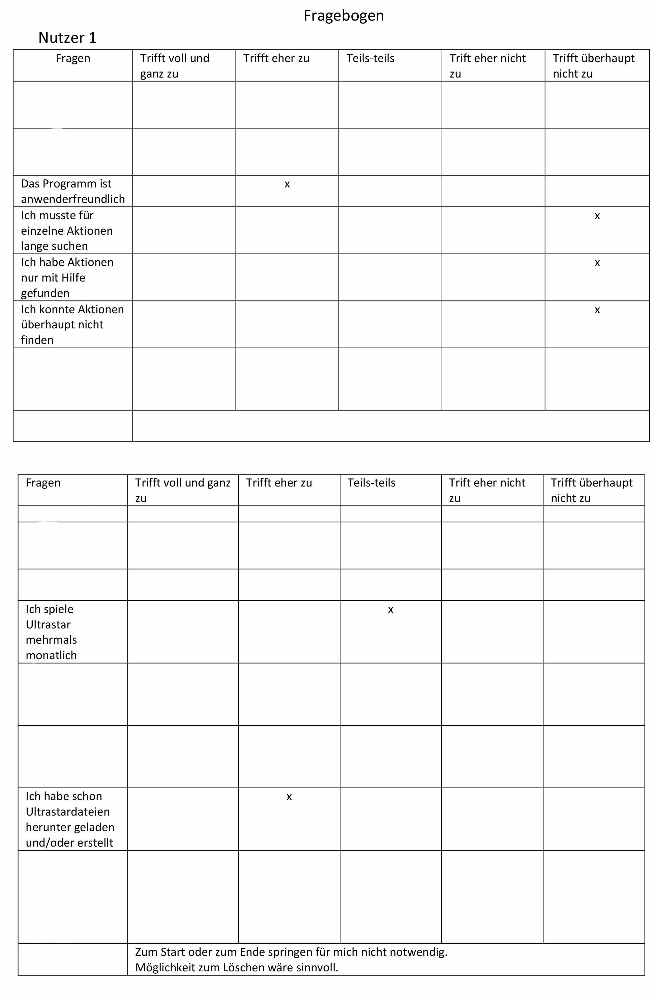 Fragebogen
Nutzer 1
Fragen Trifft voll und Trifft eher zu Teils-teils Trift eher nicht Trifft überhaupt
ganz zu zu nicht zu
Das Programm ist x
anwenderfreundlich
Ich musste für x
einzelne Aktionen
lange suchen
Ich habe Aktionen x
nur mit Hilfe
gefunden
Ich konnte Aktionen x
überhaupt nicht
finden
Fragen Trifft voll und ganz Trifft eher zu Teils-teils Trift eher nicht Trifft überhaupt
zu zu nicht zu
Ich spiele x
Ultrastar
mehrmals
monatlich
Ich habe schon x
Ultrastardateien
herunter geladen
und/oder erstellt
Zum Start oder zum Ende springen für mich nicht notwendig.
Möglichkeit zum Löschen wäre sinnvoll.